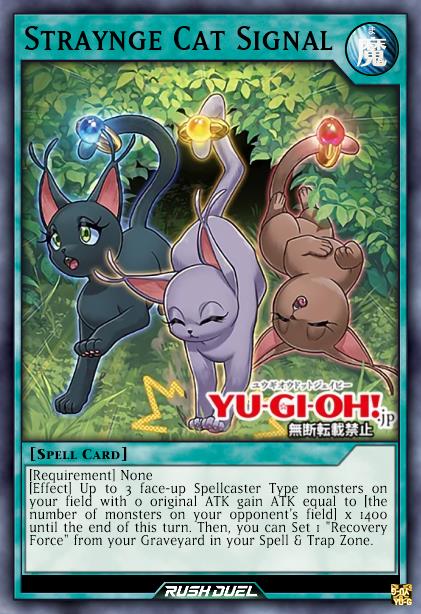 STRAYNGE CAT SIGNAL
ま
魔
ユウギオウドットジェイピー
YU-GI-OH!.jp
無断転載禁止
[SPELL CARD]
[Requirement] None
[Effect] Up to 3 face-up Spellcaster Type monsters on
your field with 0 original ATK gain ATK equal to [the
number of monsters on your opponent's field] x 1400
until the end of this turn. Then, you can Set 1 "Recovery
Force" from your Graveyard in your Spell & Trap Zone.
RUSH DUEL